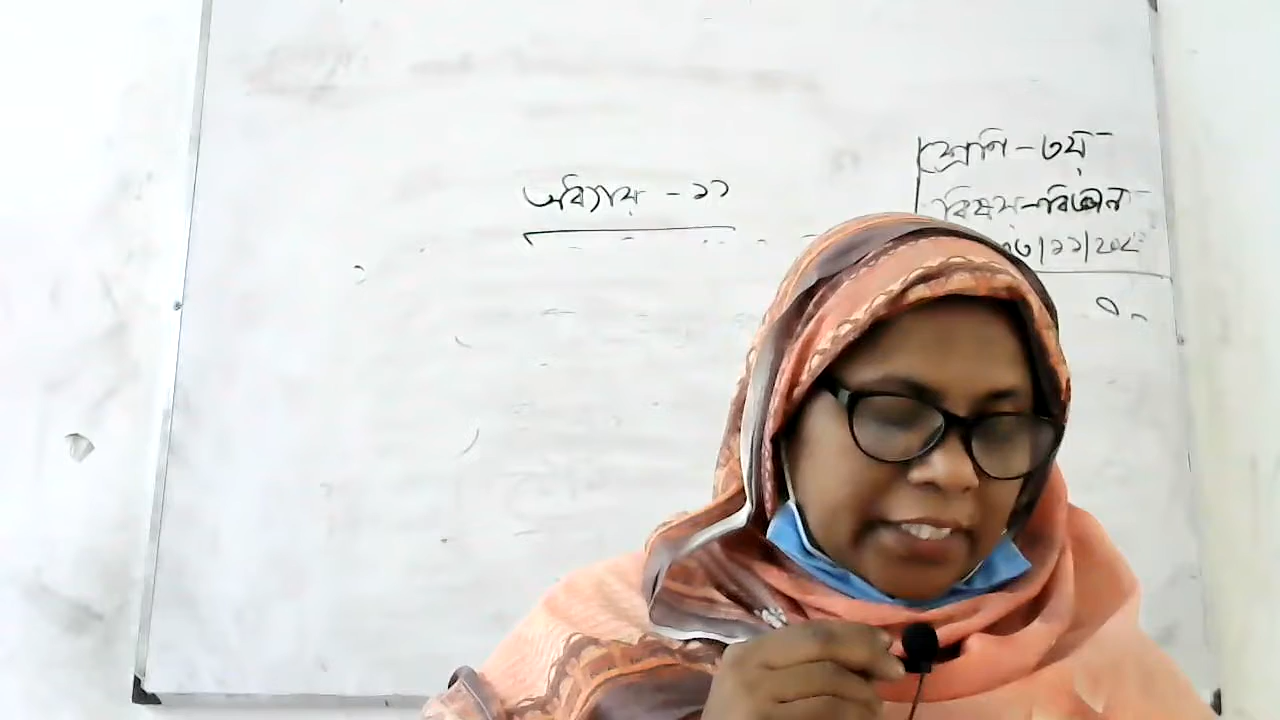 অধ্যায় - ১১
শ্রেণি - ৩য়
বিষয় - বিজ্ঞান